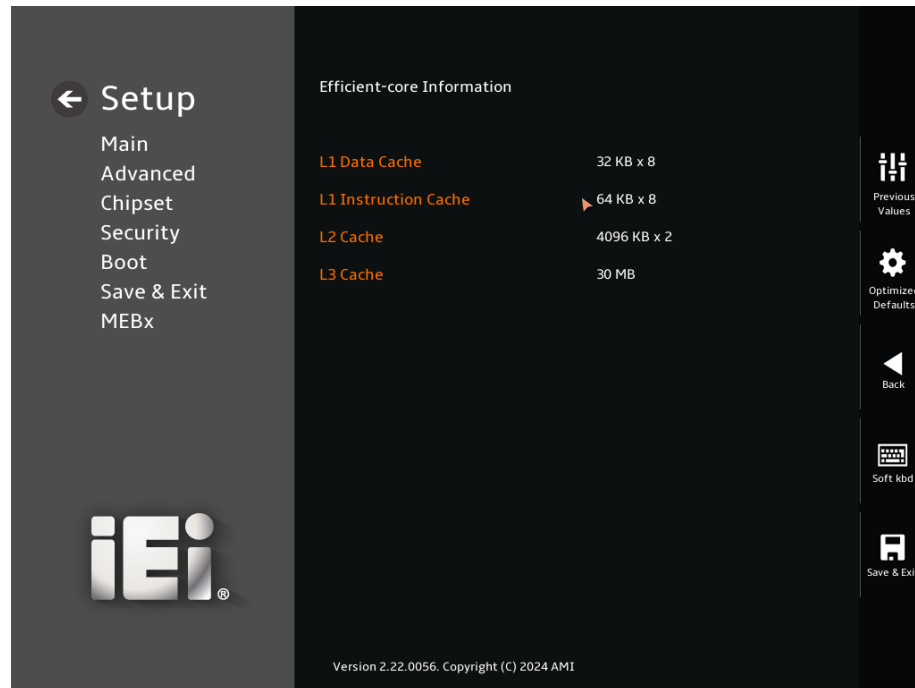 Setup
Main
Advanced
Chipset
Security
Boot
Save & Exit
MEBx
iEi®
Efficient-core Information
L1 Data Cache 32 KB x 8
L1 Instruction Cache 64 KB x 8
L2 Cache 4096 KB x 2
L3 Cache 30 MB
Version 2.22.0056. Copyright (C) 2024 AMI
Previous
Values
Optimize
Defaults
Back
Soft kbd
Save & Exi